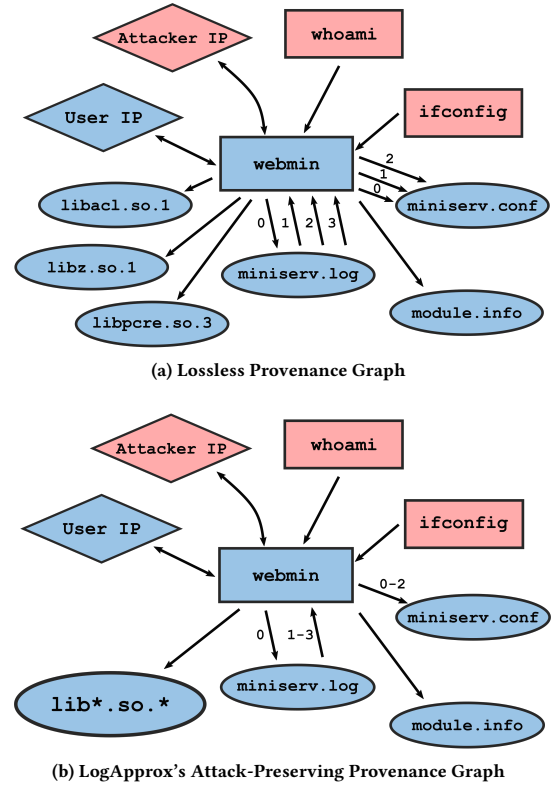 Attacker IP
whoami
User IP
ifconfig
webmin
2
1
0
libacl.so.1
miniserv.conf
0
1
2
3
libz.so.1
miniserv.log
libpcre.so.3
module.info
(a) Lossless Provenance Graph
Attacker IP
whoami
User IP
ifconfig
webmin
0-2
miniserv.conf
0
1-3
lib*.so.*
miniserv.log
module.info
(b) LogApprox's Attack-Preserving Provenance Graph